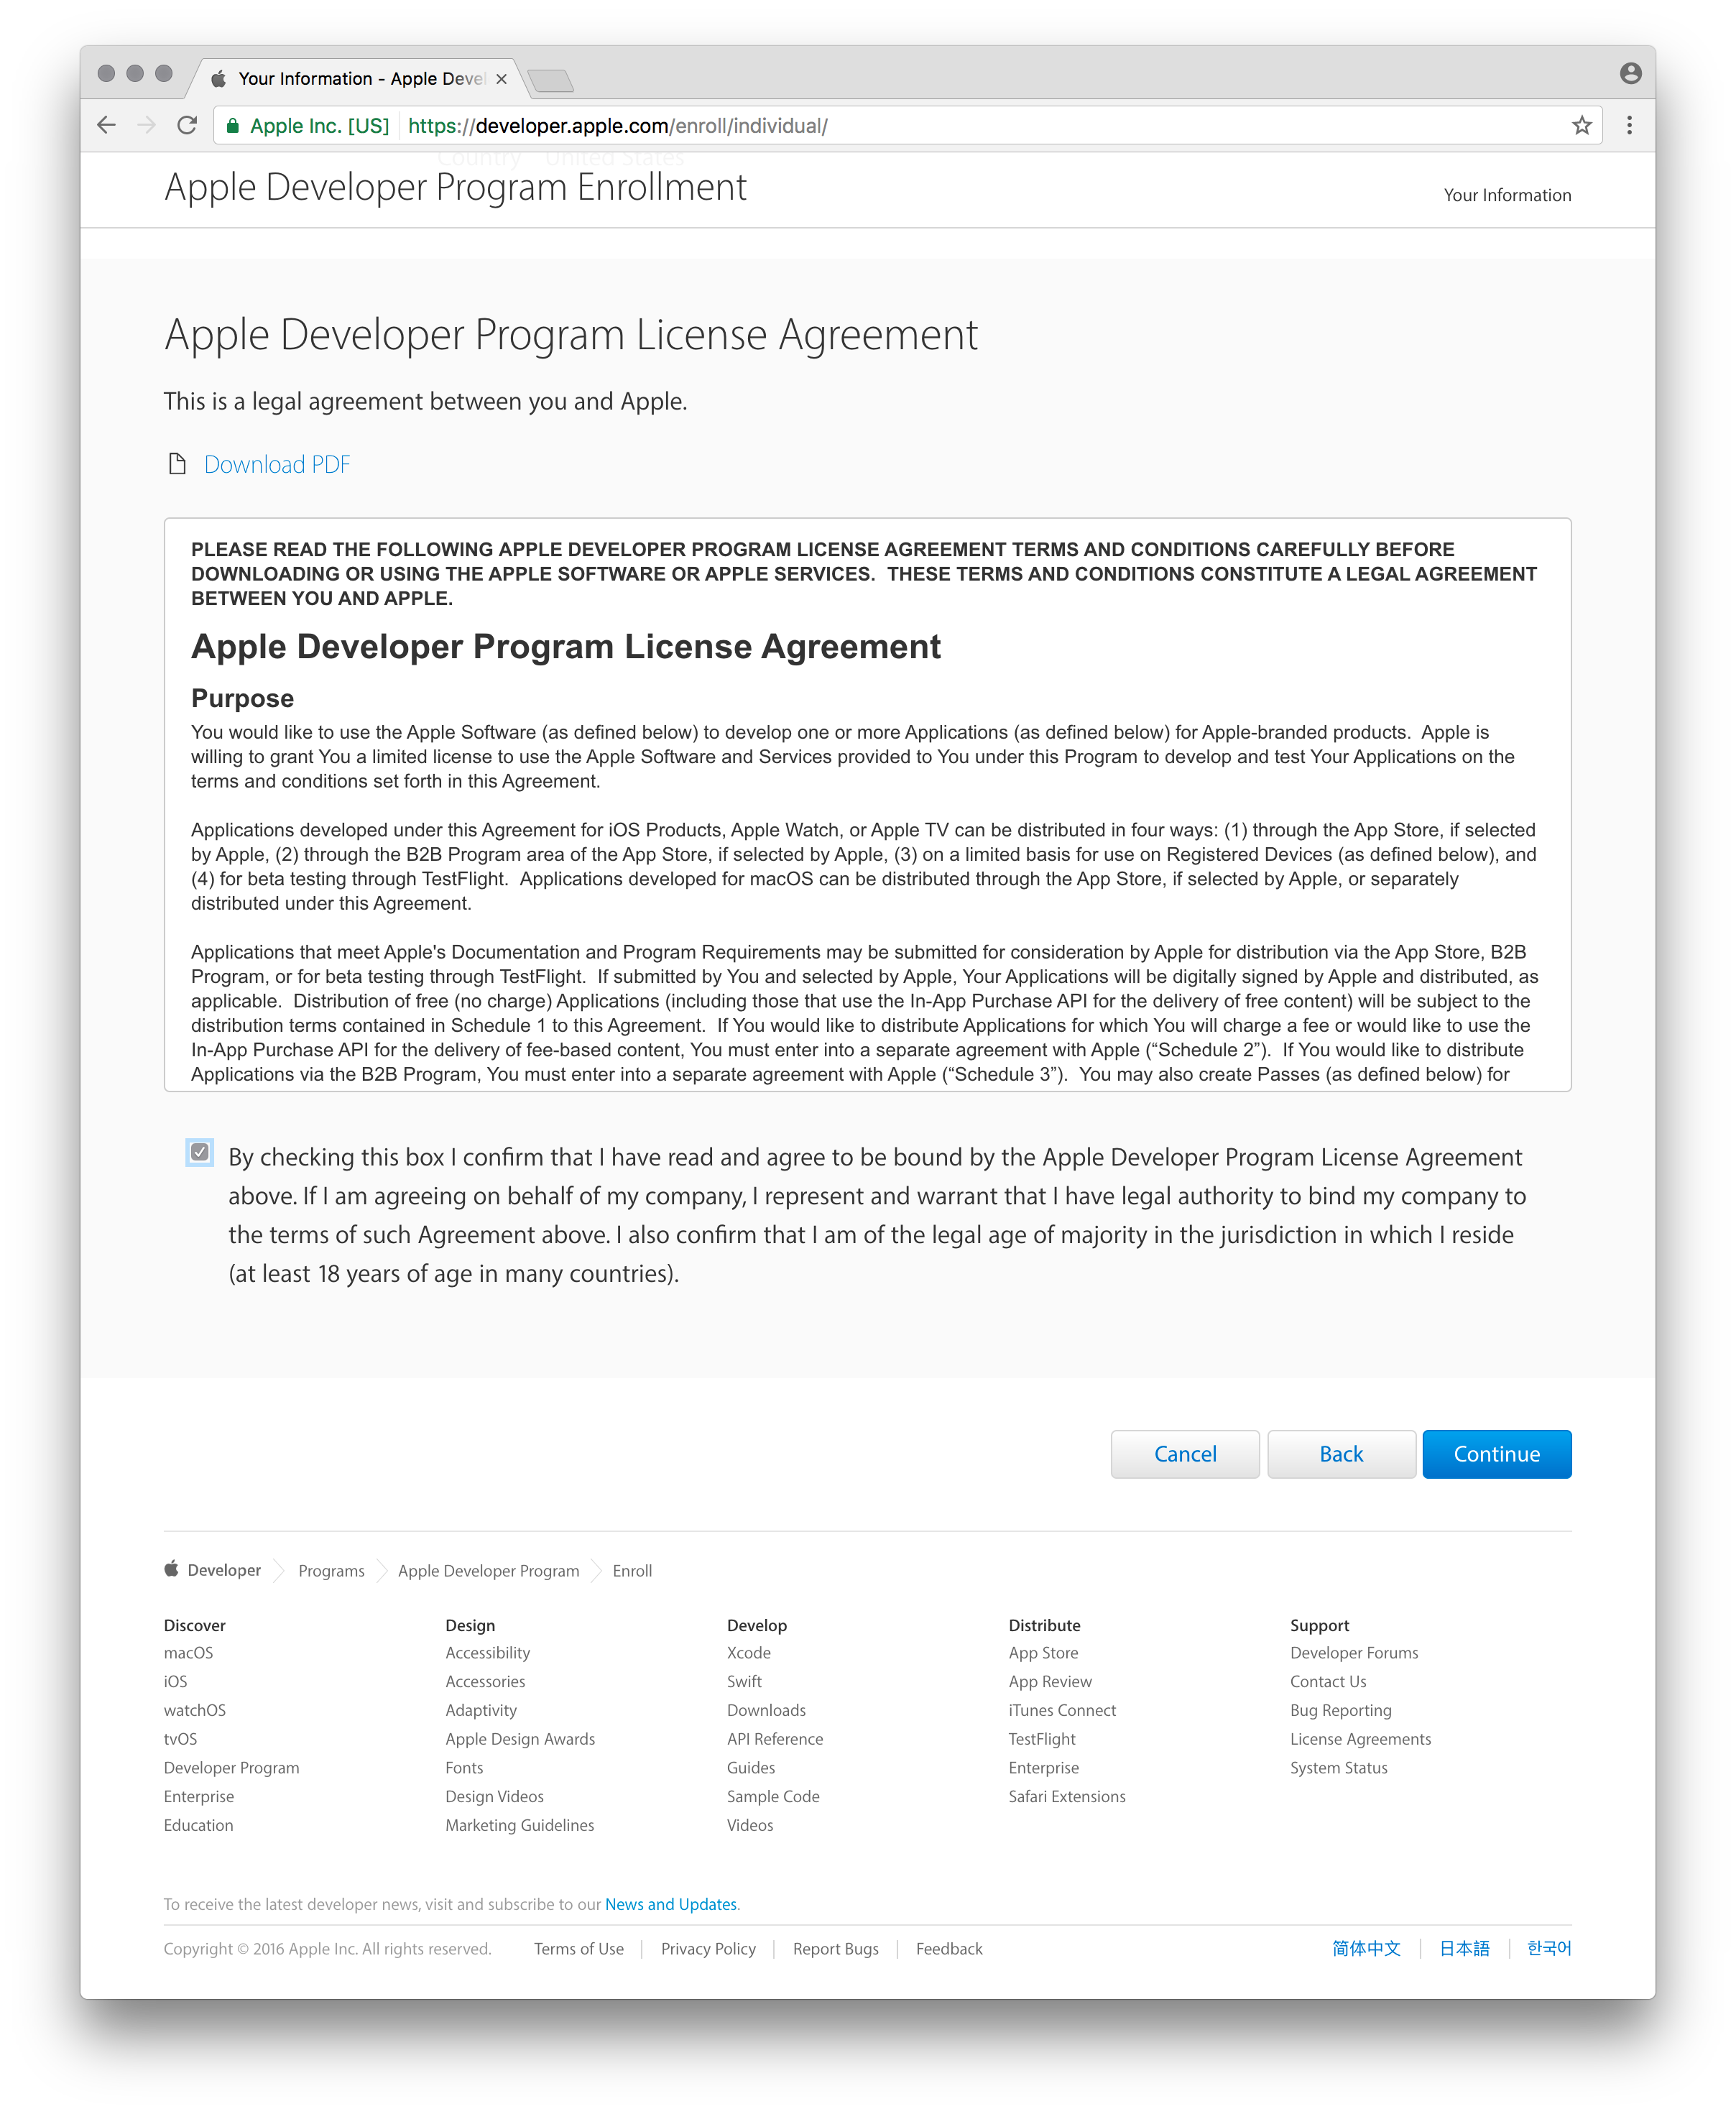 Your Information - Apple Deve
Apple Inc. [US] https://developer.apple.com/enroll/individual/
Country United States
Apple Developer Program Enrollment
Your Information
Apple Developer Program License Agreement
This is a legal agreement between you and Apple.
Download PDF
PLEASE READ THE FOLLOWING APPLE DEVELOPER PROGRAM LICENSE AGREEMENT TERMS AND CONDITIONS CAREFULLY BEFORE
DOWNLOADING OR USING THE APPLE SOFTWARE OR APPLE SERVICES.  THESE TERMS AND CONDITIONS CONSTITUTE A LEGAL AGREEMENT
BETWEEN YOU AND APPLE.
Apple Developer Program License Agreement
Purpose
You would like to use the Apple Software (as defined below) to develop one or more Applications (as defined below) for Apple-branded products.  Apple is
willing to grant You a limited license to use the Apple Software and Services provided to You under this Program to develop and test Your Applications on the
terms and conditions set forth in this Agreement.
Applications developed under this Agreement for iOS Products, Apple Watch, or Apple TV can be distributed in four ways: (1) through the App Store, if selected
by Apple, (2) through the B2B Program area of the App Store, if selected by Apple, (3) on a limited basis for use on Registered Devices (as defined below), and
(4) for beta testing through TestFlight.  Applications developed for macOS can be distributed through the App Store, if selected by Apple, or separately
distributed under this Agreement.
Applications that meet Apple's Documentation and Program Requirements may be submitted for consideration by Apple for distribution via the App Store, B2B
Program, or for beta testing through TestFlight.  If submitted by You and selected by Apple, Your Applications will be digitally signed by Apple and distributed, as
applicable.  Distribution of free (no charge) Applications (including those that use the In-App Purchase API for the delivery of free content) will be subject to the
distribution terms contained in Schedule 1 to this Agreement.  If You would like to distribute Applications for which You will charge a fee or would like to use the
In-App Purchase API for the delivery of fee-based content, You must enter into a separate agreement with Apple (“Schedule 2”).  If You would like to distribute
Applications via the B2B Program, You must enter into a separate agreement with Apple (“Schedule 3”).  You may also create Passes (as defined below) for
By checking this box I confirm that I have read and agree to be bound by the Apple Developer Program License Agreement
above. If I am agreeing on behalf of my company, I represent and warrant that I have legal authority to bind my company to
the terms of such Agreement above. I also confirm that I am of the legal age of majority in the jurisdiction in which I reside
(at least 18 years of age in many countries).
Cancel Back Continue
Developer Programs Apple Developer Program Enroll
Discover
macOS
iOS
watchOS
tvOS
Developer Program
Enterprise
Education
Design
Accessibility
Accessories
Adaptivity
Apple Design Awards
Fonts
Design Videos
Marketing Guidelines
Develop
Xcode
Swift
Downloads
API Reference
Guides
Sample Code
Videos
Distribute
App Store
App Review
iTunes Connect
TestFlight
Enterprise
Safari Extensions
Support
Developer Forums
Contact Us
Bug Reporting
License Agreements
System Status
To receive the latest developer news, visit and subscribe to our News and Updates.
Copyright © 2016 Apple Inc. All rights reserved. Terms of Use Privacy Policy Report Bugs Feedback 简体中文 日本語 한국어